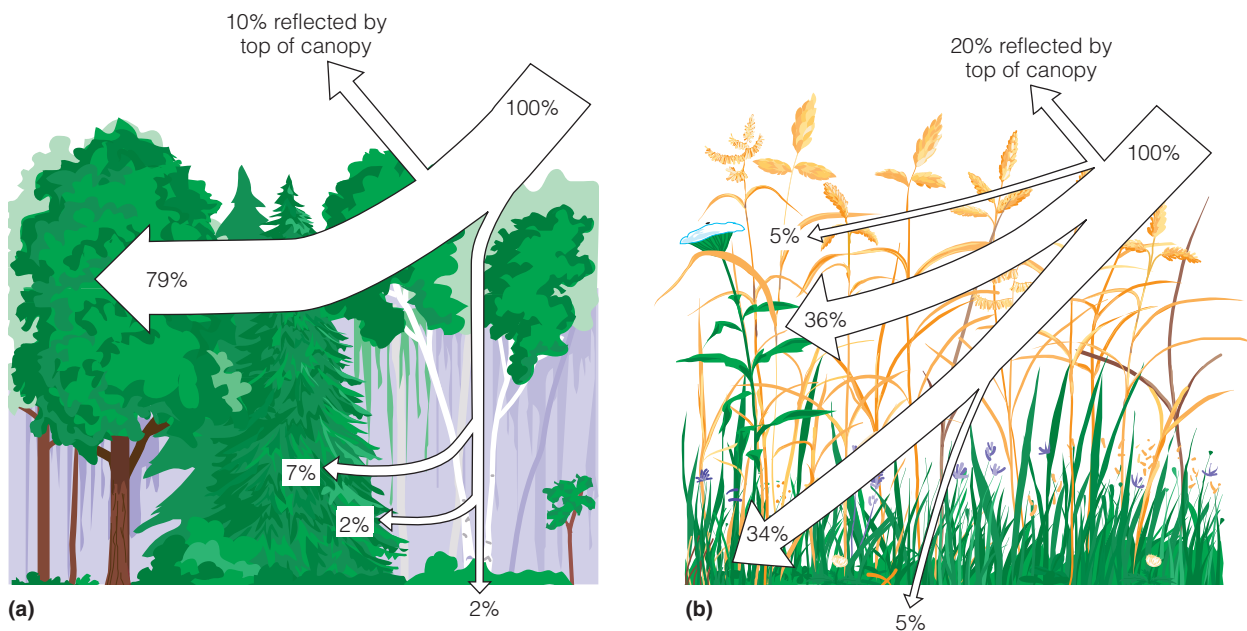 10% reflected by
top of canopy
100%
79%
7%
2%
2%
(a)
20% reflected by
top of canopy
100%
5%
36%
34%
5%
(b)